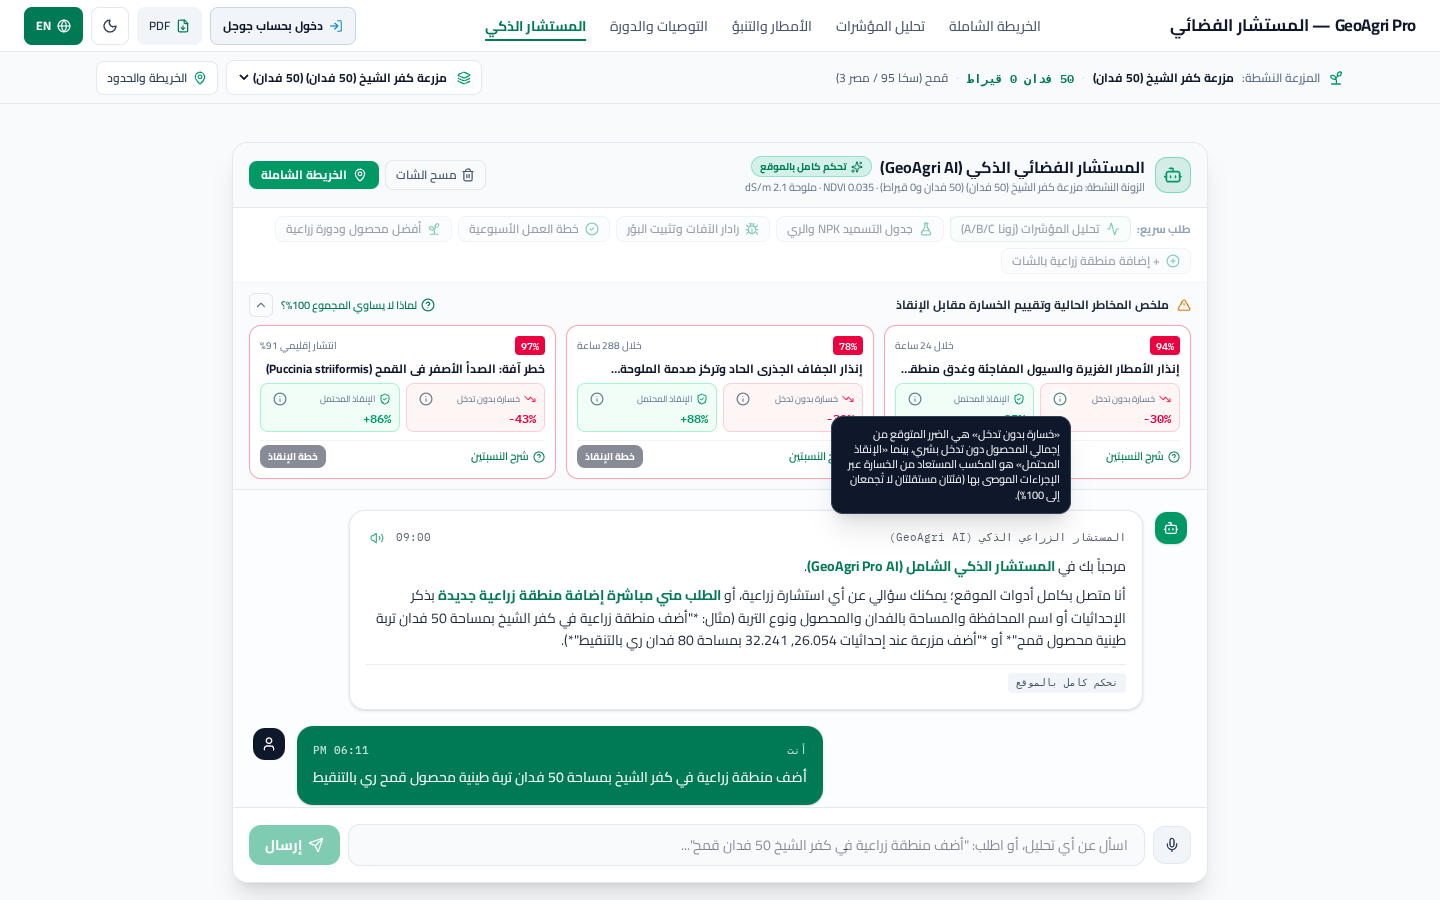 GeoAgri Pro — المستشار الفضائي
الخريطة الشاملة
تحليل المؤشرات
الأمطار والتنبؤ
التوصيات والدورة
المستشار الذكي
دخول بحساب جوجل
PDF
EN
المزرعة النشطة: مزرعة كفر الشيخ (50 فدان) · 50 فدان 0 قيراط · قمح (سخا 95 / مصر 3)
مزرعة كفر الشيخ (50 فدان) (50 فدان)
الخريطة والحدود
المستشار الفضائي الذكي (GeoAgri AI)
تحكم كامل بالموقع
الزونة النشطة: مزرعة كفر الشيخ (50 فدان) (50 فدان و0 قيراط) · NDVI 0.035 · ملوحة 2.1 dS/m
مسح الشات
الخريطة الشاملة
طلب سريع:
تحليل المؤشرات (زونا A/B/C)
جدول التسميد NPK والري
رادار الآفات وتثبيت البؤر
خطة العمل الأسبوعية
أفضل محصول ودورة زراعية
+ إضافة منطقة زراعية بالشات
ملخص المخاطر الحالية وتقييم الخسارة مقابل الإنقاذ
لماذا لا يساوي المجموع 100%؟
94%
خلال 24 ساعة
إنذار الأمطار الغزيرة والسيول المفاجئة وغدق منطقـ...
خسارة بدون تدخل
-30%
الإنقاذ المحتمل
شرح النسبتين
78%
خلال 288 ساعة
إنذار الجفاف الجذري الحاد وتركز صدمة الملوحة...
خسارة بدون تدخل
الإنقاذ المحتمل
+88%
شرح النسبتين
خطة الإنقاذ
97%
انتشار إقليمي 91%
خطر آفة: الصدأ الأصفر في القمح (Puccinia striiformis)
خسارة بدون تدخل
-43%
الإنقاذ المحتمل
+86%
شرح النسبتين
خطة الإنقاذ
«خسارة بدون تدخل» هي الضرر المتوقع من
إجمالي المحصول دون تدخل بشري، بينما «الإنقاذ
المحتمل» هو المكسب المستعاد من الخسارة عبر
الإجراءات الموصى بها (فئتان مستقلتان لا تُجمعان
إلى 100%).
المستشار الزراعي الذكي (GeoAgri AI)
09:00
مرحباً بك في المستشار الذكي الشامل (GeoAgri Pro AI).
أنا متصل بكامل أدوات الموقع؛ يمكنك سؤالي عن أي استشارة زراعية، أو الطلب مني مباشرة إضافة منطقة زراعية جديدة بذكر
الإحداثيات أو اسم المحافظة والمساحة بالفدان والمحصول ونوع التربة (مثال: *"أضف منطقة زراعية في كفر الشيخ بمساحة 50 فدان تربة
طينية محصول قمح"* أو *"أضف مزرعة عند إحداثيات 26.054, 32.241 بمساحة 80 فدان ري بالتنقيط"*).
تحكم كامل بالموقع
أنت
06:11 PM
أضف منطقة زراعية في كفر الشيخ بمساحة 50 فدان تربة طينية محصول قمح ري بالتنقيط
اسأل عن أي تحليل، أو اطلب: "أضف منطقة زراعية في كفر الشيخ 50 فدان قمح"...
إرسال